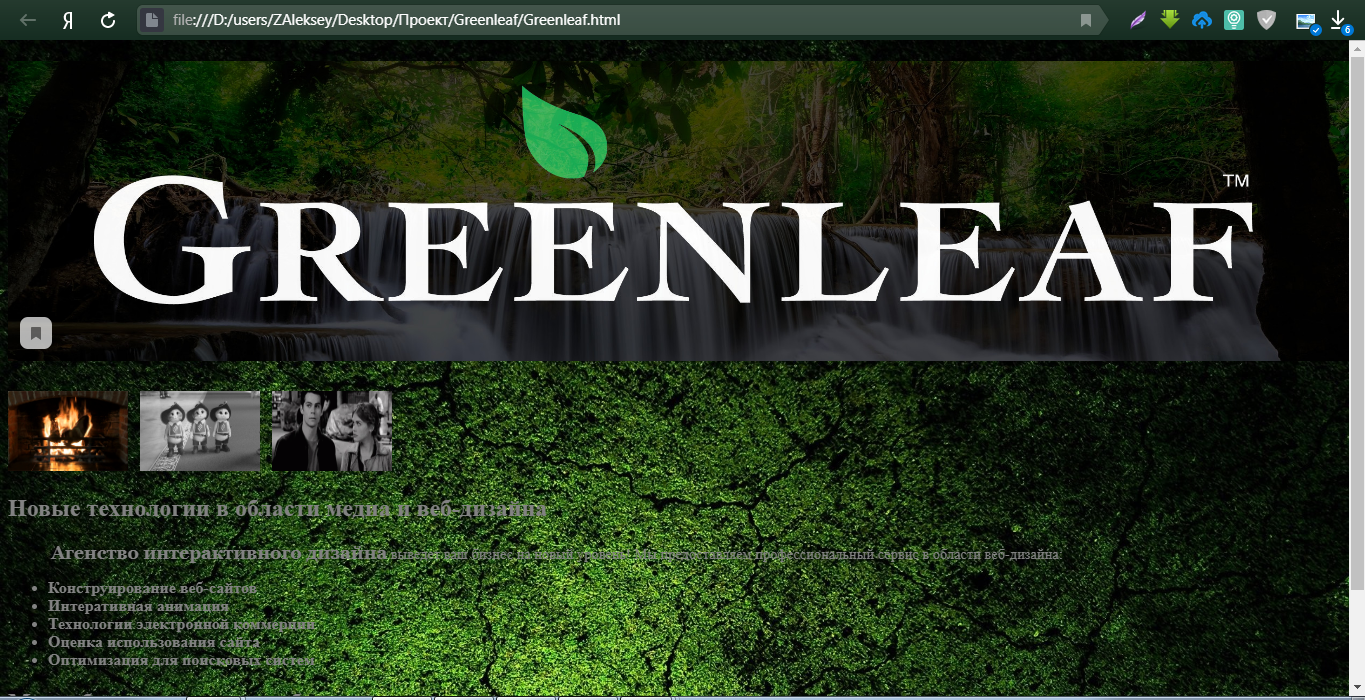 Я
file:///D:/users/ZAleksey/Desktop/Проект/Greenleaf/Greenleaf.html
6
GREENLEAF™
Новые технологии в области медиа и веб-дизайна
Агенство интерактивного дизайна выведет ваш бизнес на новый уровень. Мы предоставляем профессиональный сервис в области веб-дизайна:
Конструирование веб-сайтов
Интеративная анимация
Технологии электронной коммерции
Оценка использования сайта
Оптимизация для поисковых систем